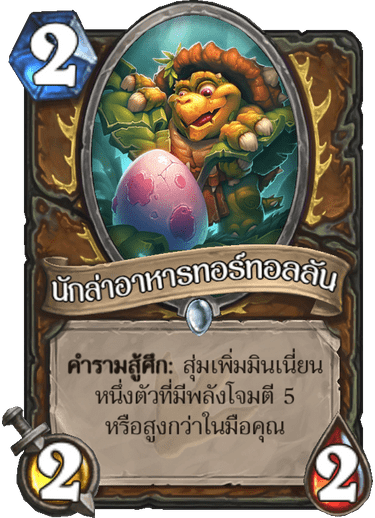 2
นักล่าอาหารทอร์ทอลลัน
คำรามสู้ศึก: สุ่มเพิ่มมินเนี่ยน
หนึ่งตัวที่มีพลังโจมตี 5
หรือสูงกว่าในมือคุณ
2
2